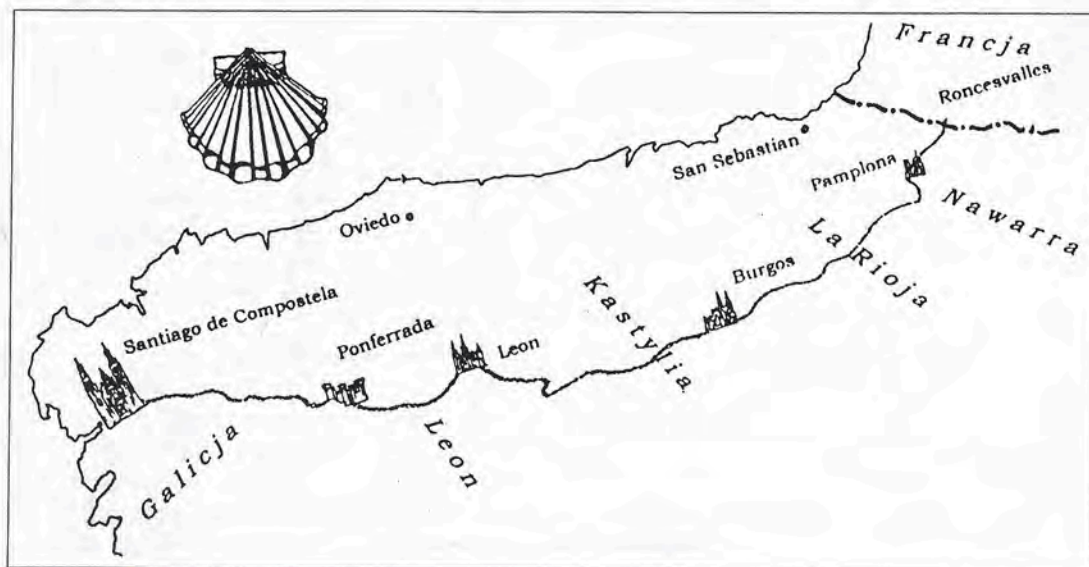 Francja
Roncesvalles
San Sebastian
Pamplona
Nawarra
Oviedo
La Rioja
Burgos
Kastylia
Santiago de Compostela
Ponferrada
Leon
Leon
Galicja